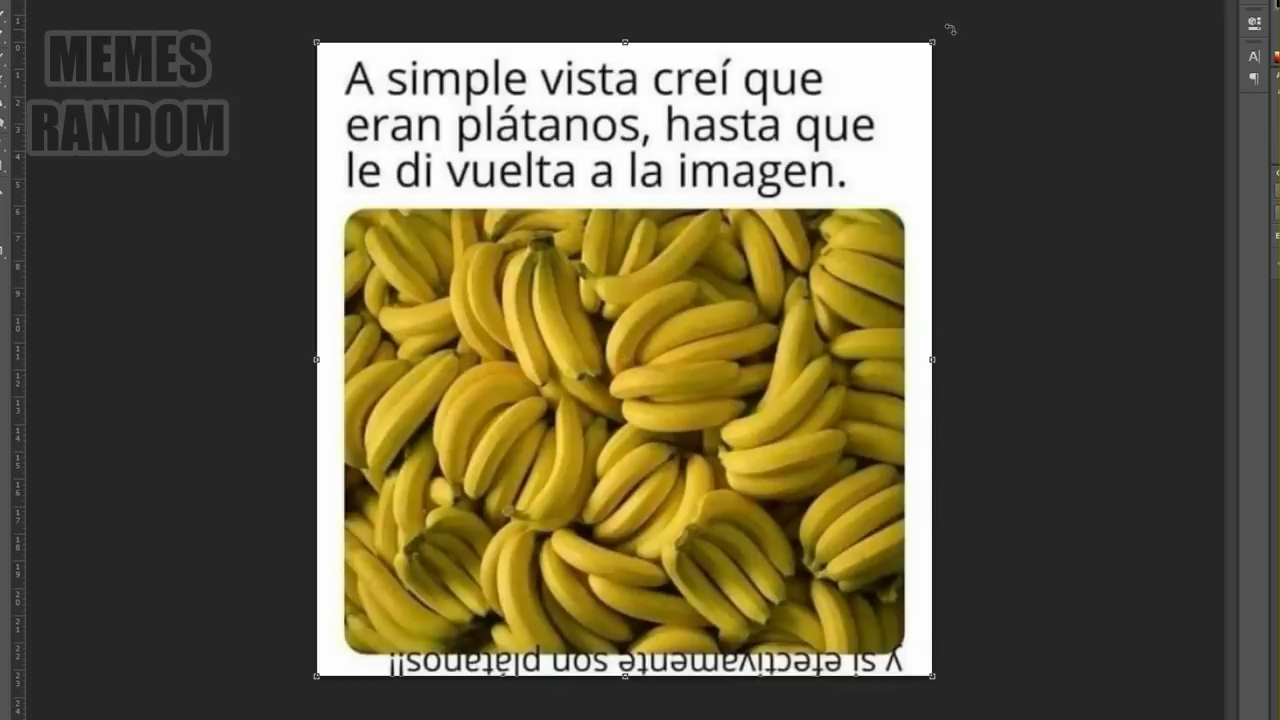 MEMES
RANDOM
A simple vista creí que
eran plátanos, hasta que
le di vuelta a la imagen.
y si efectivamente son plátanos!!